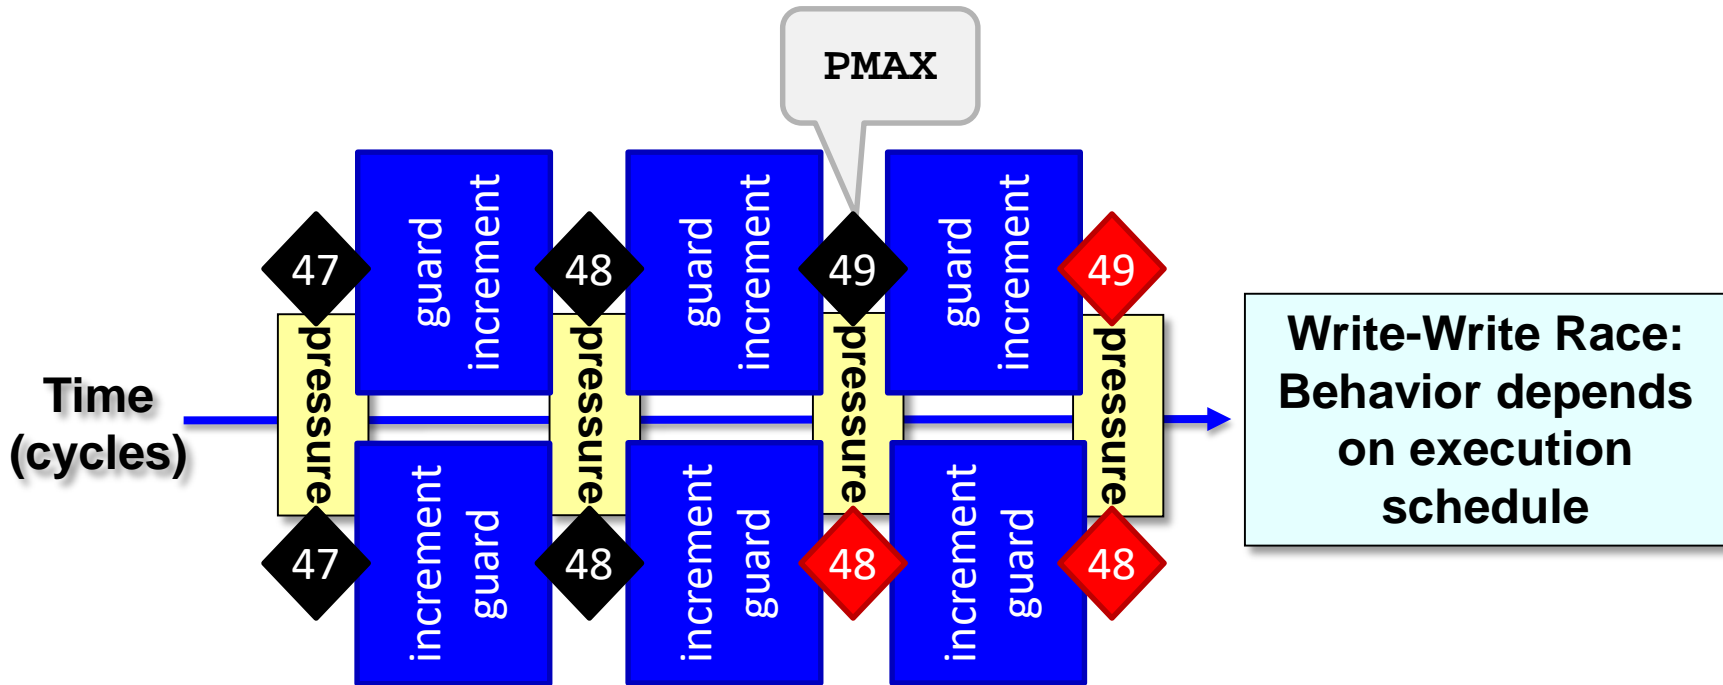 PMAX
guard
increment
guard
increment
guard
increment
47
48
49
49
pressure
pressure
pressure
pressure
Time
(cycles)
47
48
48
48
increment
guard
increment
guard
increment
guard
Write-Write Race:
Behavior depends
on execution
schedule